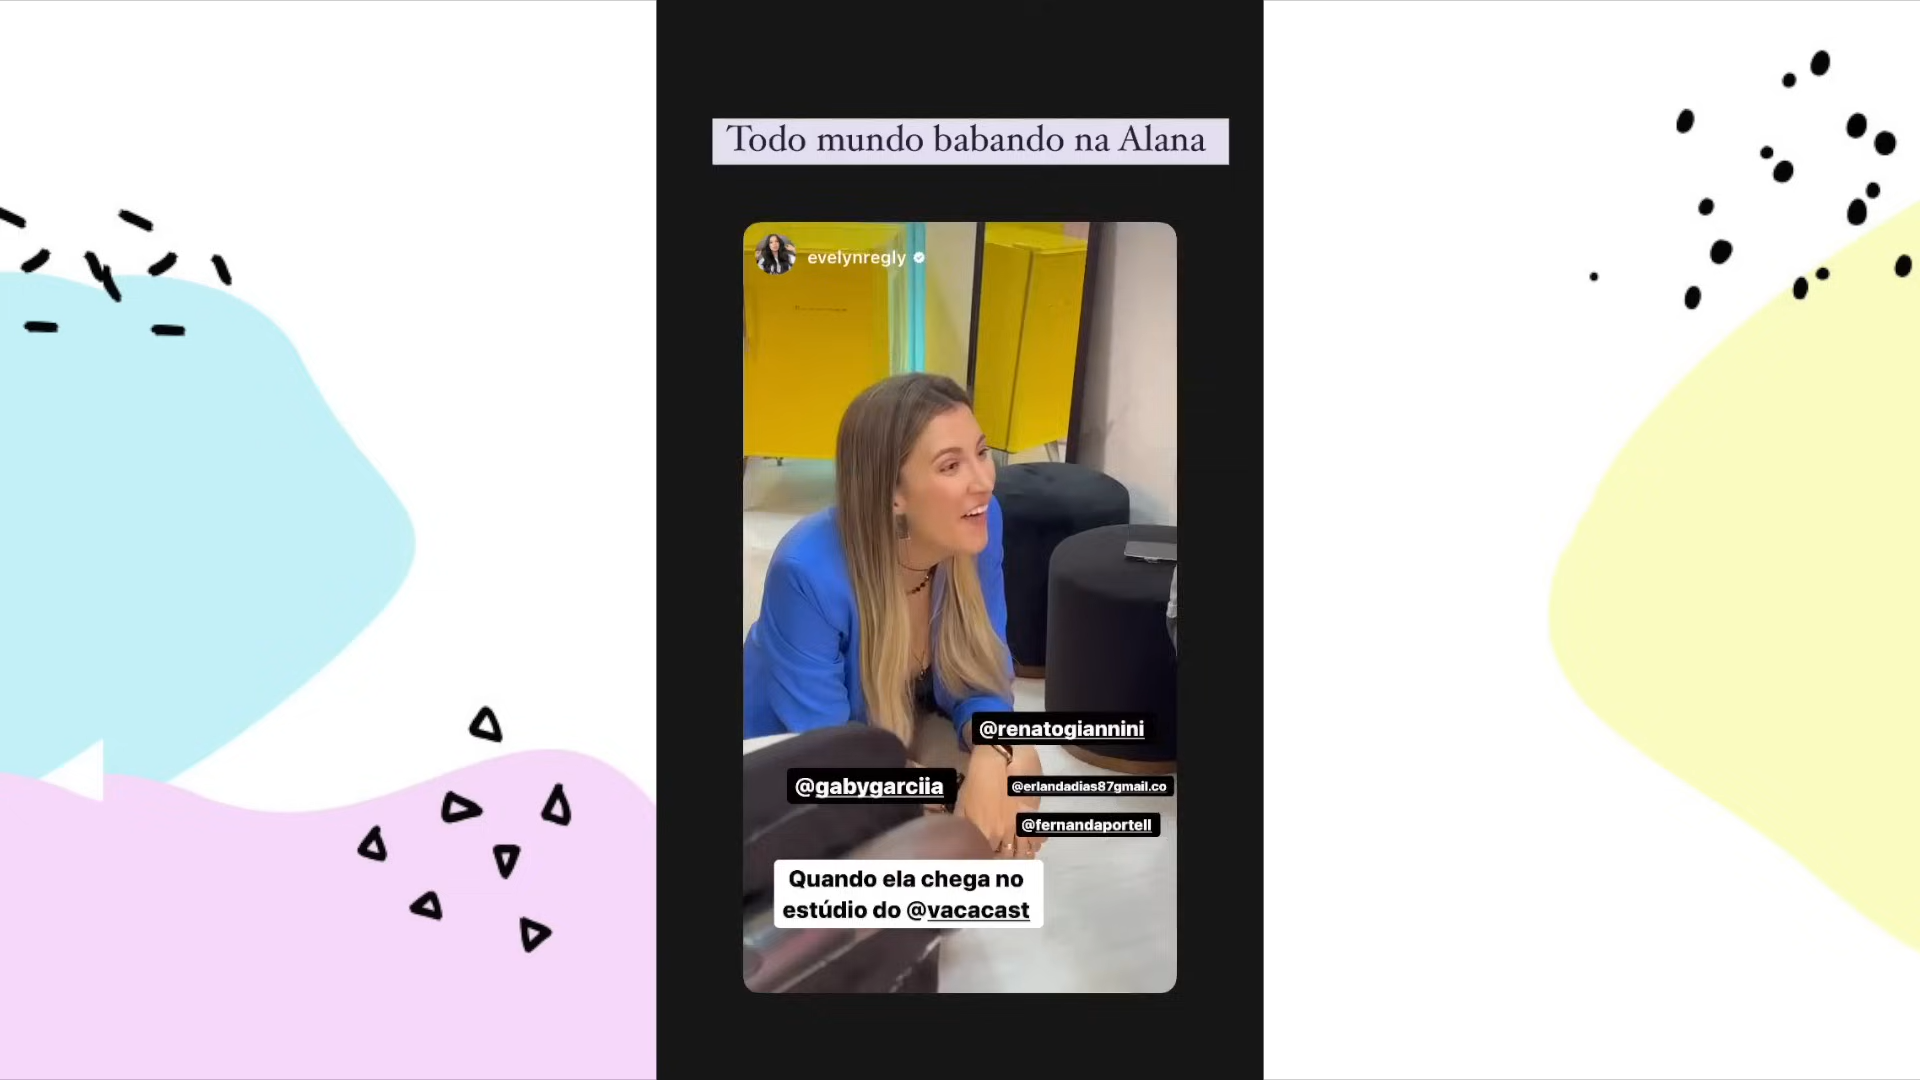 Todo mundo babando na Alana
evelynregly
@renatogiannini
@gabygarciia
@erlandadias87gmail.co
@fernandaportell
Quando ela chega no
estúdio do @vacacast